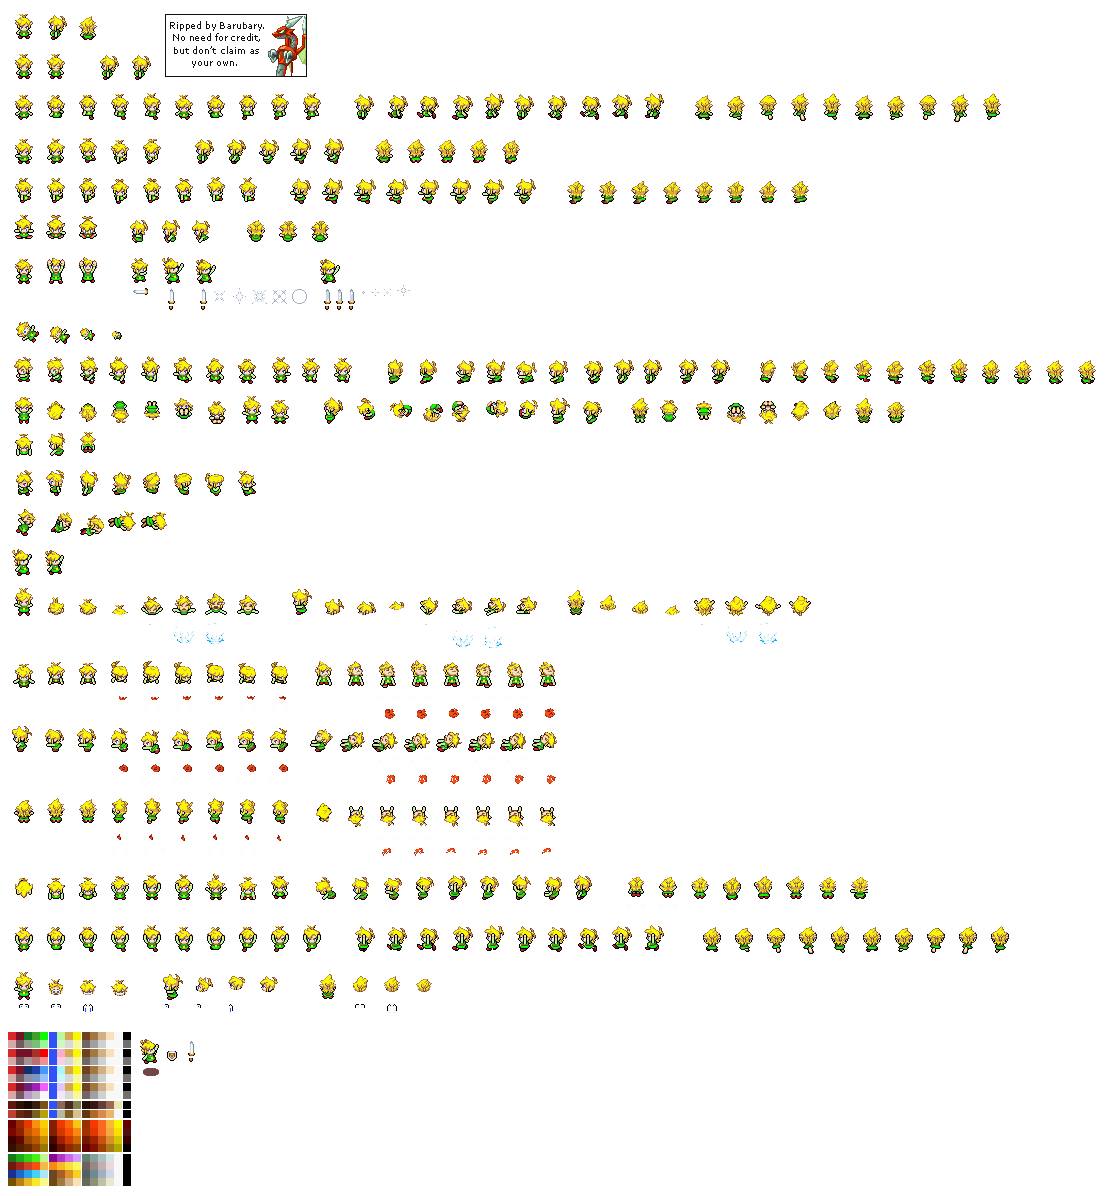 Ripped by Barubary.
No need for credit,
but don't claim as
your own.